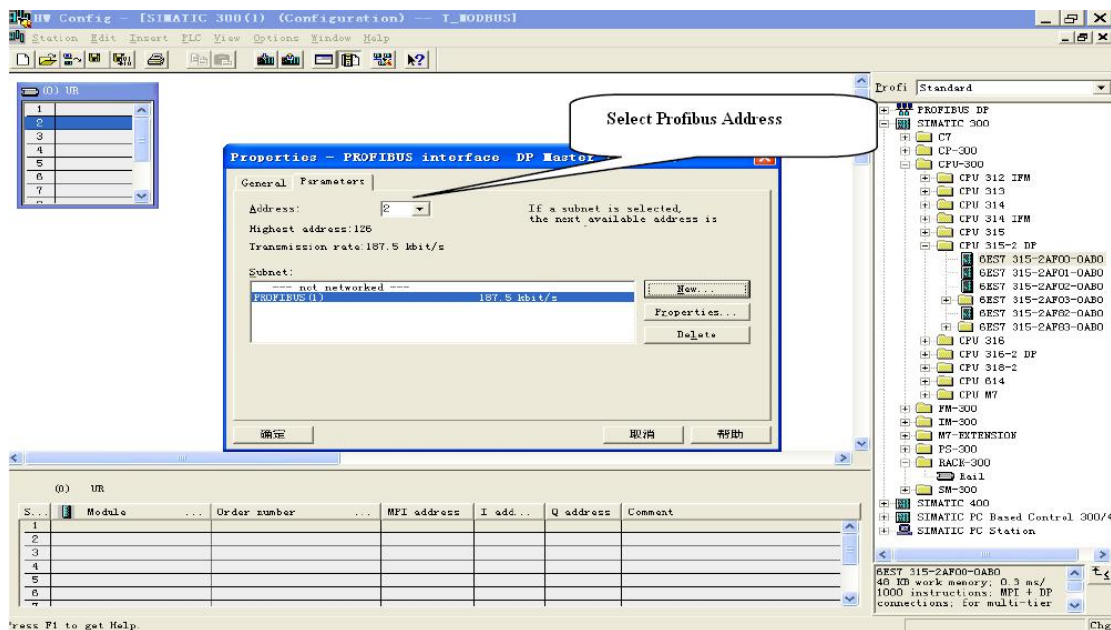 HW Config - [SIMATIC 300(1) (Configuration) -- T_MODBUS]
Station Edit Insert PLC View Options Window Help
(0) UR
1
2
3
4
5
6
7
Select Profibus Address
Properties - PROFIBUS interface DP Master
General Parameters
Address: 2
If a subnet is selected,
the next available address is
Highest address:126
Transmission rate:187.5 kbit/s
Subnet:
--- not networked ---
PROFIBUS(1) 187.5 kbit/s
New...
Properties...
Delete
确定 取消 帮助
Profi Standard
PROFIBUS DP
SIMATIC 300
C7
CP-300
CPU-300
CPU 312 IFM
CPU 313
CPU 314
CPU 314 IFM
CPU 315
CPU 315-2 DP
6ES7 315-2AF00-0AB0
6ES7 315-2AF01-0AB0
6ES7 315-2AF02-0AB0
6ES7 315-2AF03-0AB0
6ES7 315-2AF82-0AB0
6ES7 315-2AF83-0AB0
CPU 316
CPU 316-2 DP
CPU 318-2
CPU 614
CPU M7
FM-300
IM-300
M7-EXTENSION
PS-300
RACK-300
Rail
SM-300
SIMATIC 400
SIMATIC PC Based Control 300/4
SIMATIC PC Station
6ES7 315-2AF00-0AB0
48 KB work memory; 0.3 ms/
1000 instructions; MPI + DP
connections; for multi-tier
(0) UR
S... Module ... Order number ... MPI address I add... Q address Comment
1
2
3
4
5
6
7
Press F1 to get Help. Chg